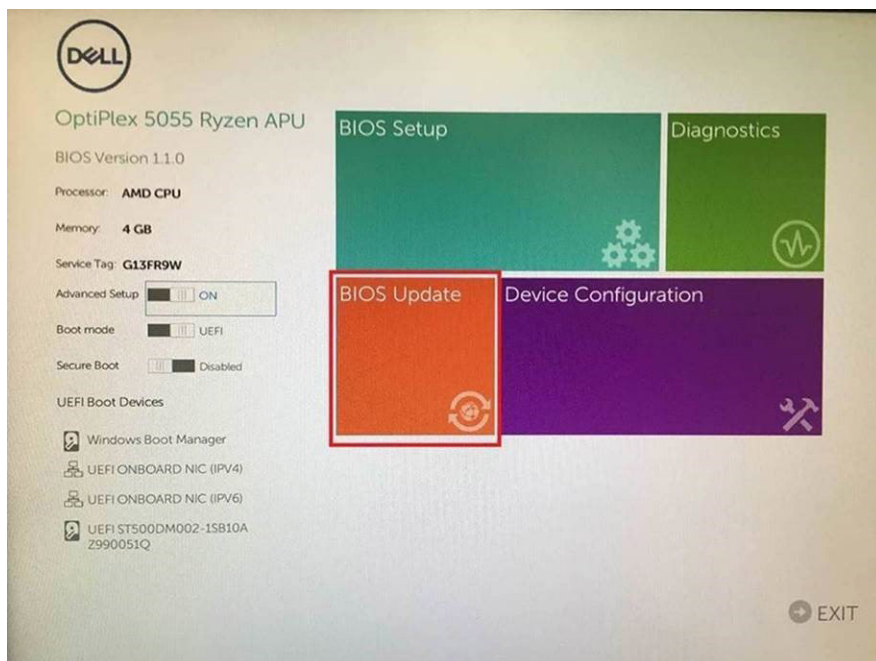 DELL
OptiPlex 5055 Ryzen APU
BIOS Version 1.1.0
Processor: AMD CPU
Memory: 4 GB
Service Tag: G13FR9W
Advanced Setup ON
Boot mode UEFI
Secure Boot Disabled
UEFI Boot Devices
Windows Boot Manager
UEFI ONBOARD NIC (IPV4)
UEFI ONBOARD NIC (IPV6)
UEFI ST500DM002-1SB10A
Z990051Q
BIOS Setup
Diagnostics
BIOS Update
Device Configuration
EXIT